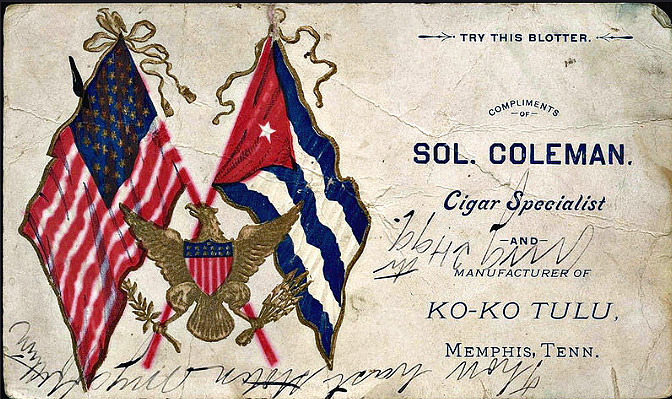 TRY THIS BLOTTER.
COMPLIMENTS
-OF-
SOL. COLEMAN.
Cigar Specialist
-AND-
MANUFACTURER OF
KO-KO TULU,
MEMPHIS, TENN.